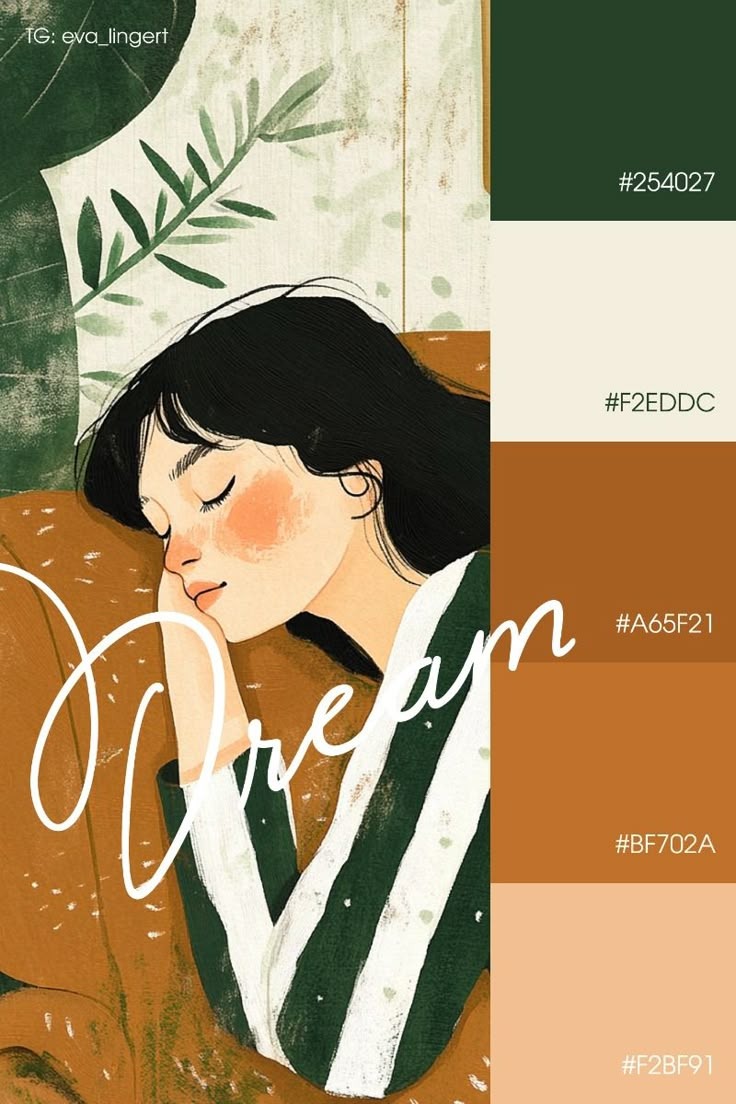 TG: eva_lingert
#254027
#F2EDDC
#A65F21
Dream
#BF702A
#F2BF91